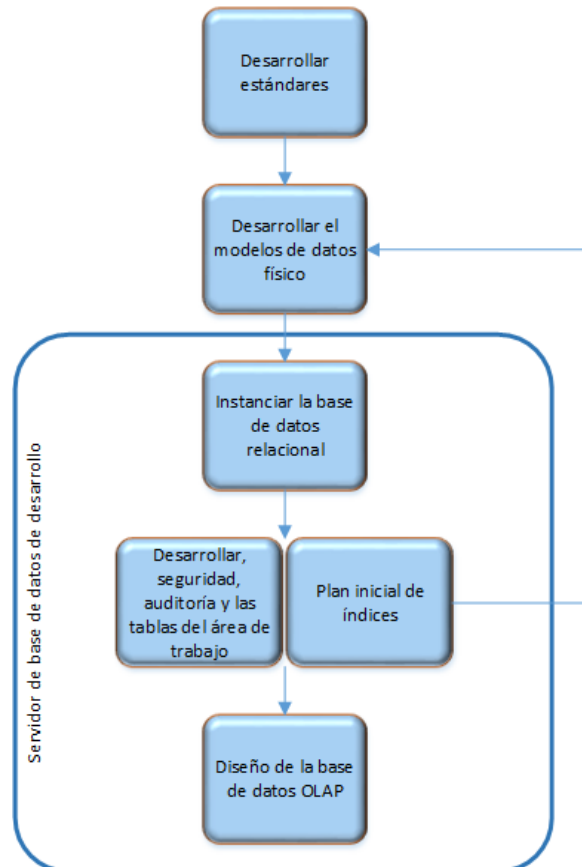 Desarrollar
estándares
Desarrollar el
modelos de datos
físico
Instanciar la base
de datos
relacional
Servidor de base de datos de desarrollo
Desarrollar,
seguridad,
auditoría y las
tablas del área de
trabajo
Plan inicial de
índices
Diseño de la base
de datos OLAP